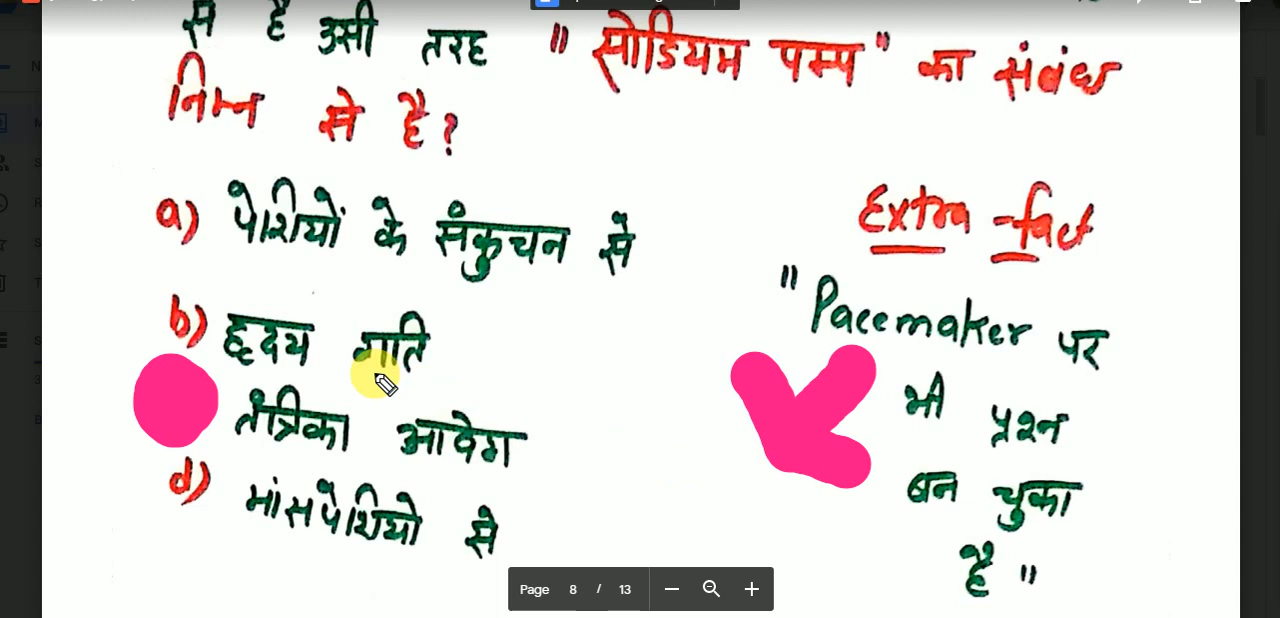 से है उसी तरह "सोडियम पम्प" का संबंध
निम्न से है?
a) पेशियों के संकुचन से
b) हृदय गति
तंत्रिका आवेग
d) मांसपेशियो से
Extra-fact
"Pacemaker पर
भी प्रश्न
बन चुका
है"
Page 8 / 13